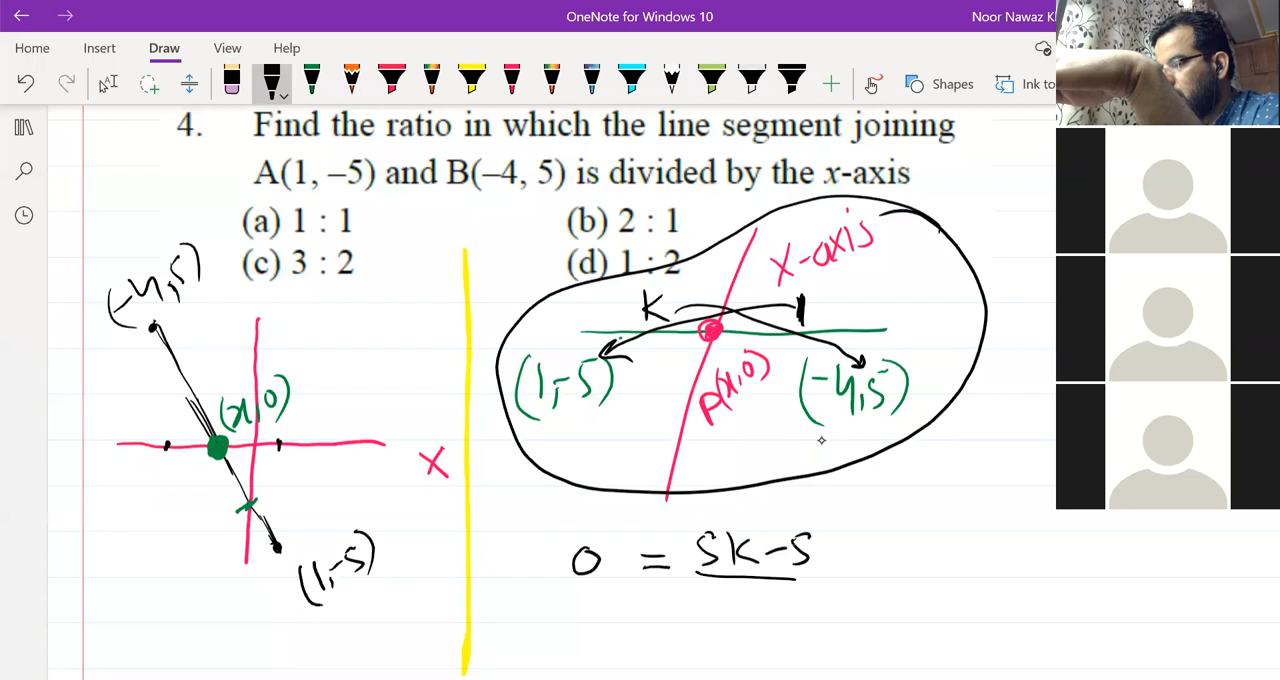 OneNote for Windows 10
Noor Nawaz K
Home Insert Draw View Help
Shapes
Ink to
4. Find the ratio in which the line segment joining
A(1, –5) and B(–4, 5) is divided by the x-axis
(a) 1 : 1 (b) 2 : 1
(c) 3 : 2 (d) 1 : 2
x-axis
K 1
(-4,5)
(x,0)
(1,-5)
X
(1,-5) P(x,0) (-4,5)
0 = 5K-5